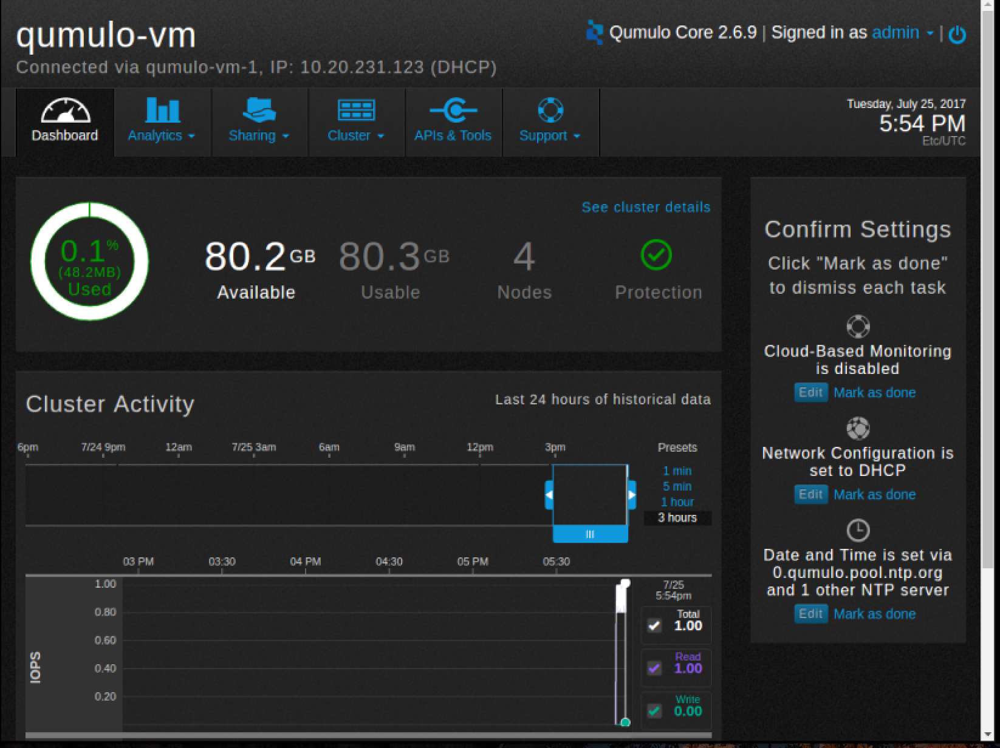 qumulo-vm
Qumulo Core 2.6.9 | Signed in as admin |
Connected via qumulo-vm-1, IP: 10.20.231.123 (DHCP)
Dashboard
Analytics
Sharing
Cluster
APIs & Tools
Support
Tuesday, July 25, 2017
5:54 PM
Etc/UTC
See cluster details
0.1%
(48.2MB)
Used
80.2GB
Available
80.3GB
Usable
4
Nodes
Protection
Confirm Settings
Click "Mark as done"
to dismiss each task
Cloud-Based Monitoring
is disabled
Edit Mark as done
Network Configuration is
set to DHCP
Edit Mark as done
Date and Time is set via
0.qumulo.pool.ntp.org
and 1 other NTP server
Edit Mark as done
Cluster Activity
Last 24 hours of historical data
6pm 7/24 9pm 12am 7/25 3am 6am 9am 12pm 3pm
Presets
1 min
5 min
1 hour
3 hours
03 PM 03:30 04 PM 04:30 05 PM 05:30
IOPS
1.00
0.80
0.60
0.40
0.20
7/25
5:54pm
Total
1.00
Read
1.00
Write
0.00